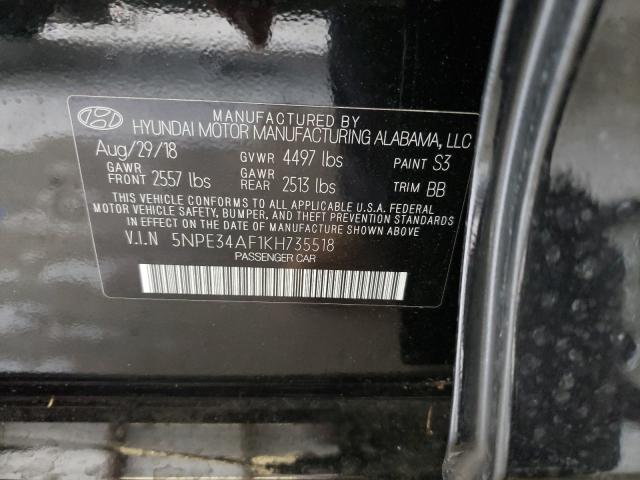 MANUFACTURED BY
HYUNDAI MOTOR MANUFACTURING ALABAMA, LLC
Aug/29/18 GVWR 4497 lbs PAINT S3
GAWR FRONT 2557 lbs GAWR REAR 2513 lbs TRIM BB
THIS VEHICLE CONFORMS TO ALL APPLICABLE U.S.A. FEDERAL
MOTOR VEHICLE SAFETY, BUMPER, AND THEFT PREVENTION STANDARDS
IN EFFECT ON THE DATE OF MANUFACTURE SHOWN ABOVE
V.I.N 5NPE34AF1KH735518
PASSENGER CAR